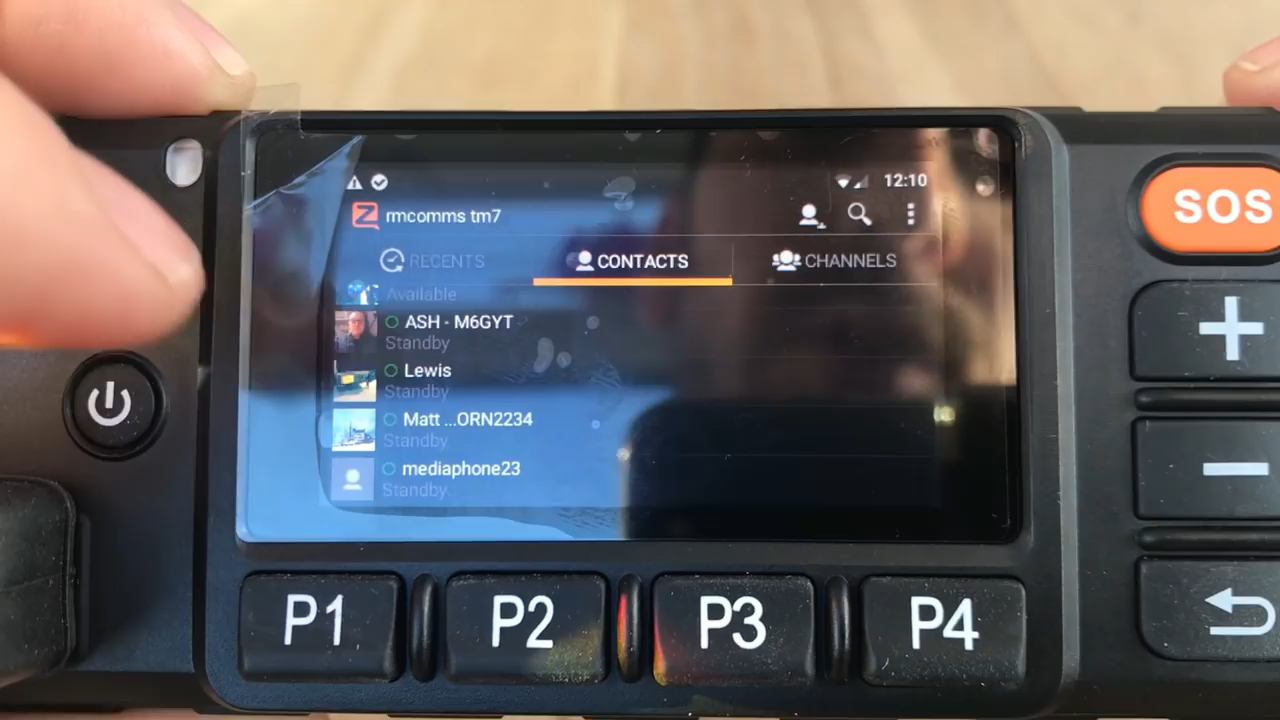 12:10
rmcomms tm7
RECENTS CONTACTS CHANNELS
Available
ASH - M6GYT
Standby
Lewis
Standby
Matt ...ORN2234
Standby
mediaphone23
Standby
SOS
P1 P2 P3 P4